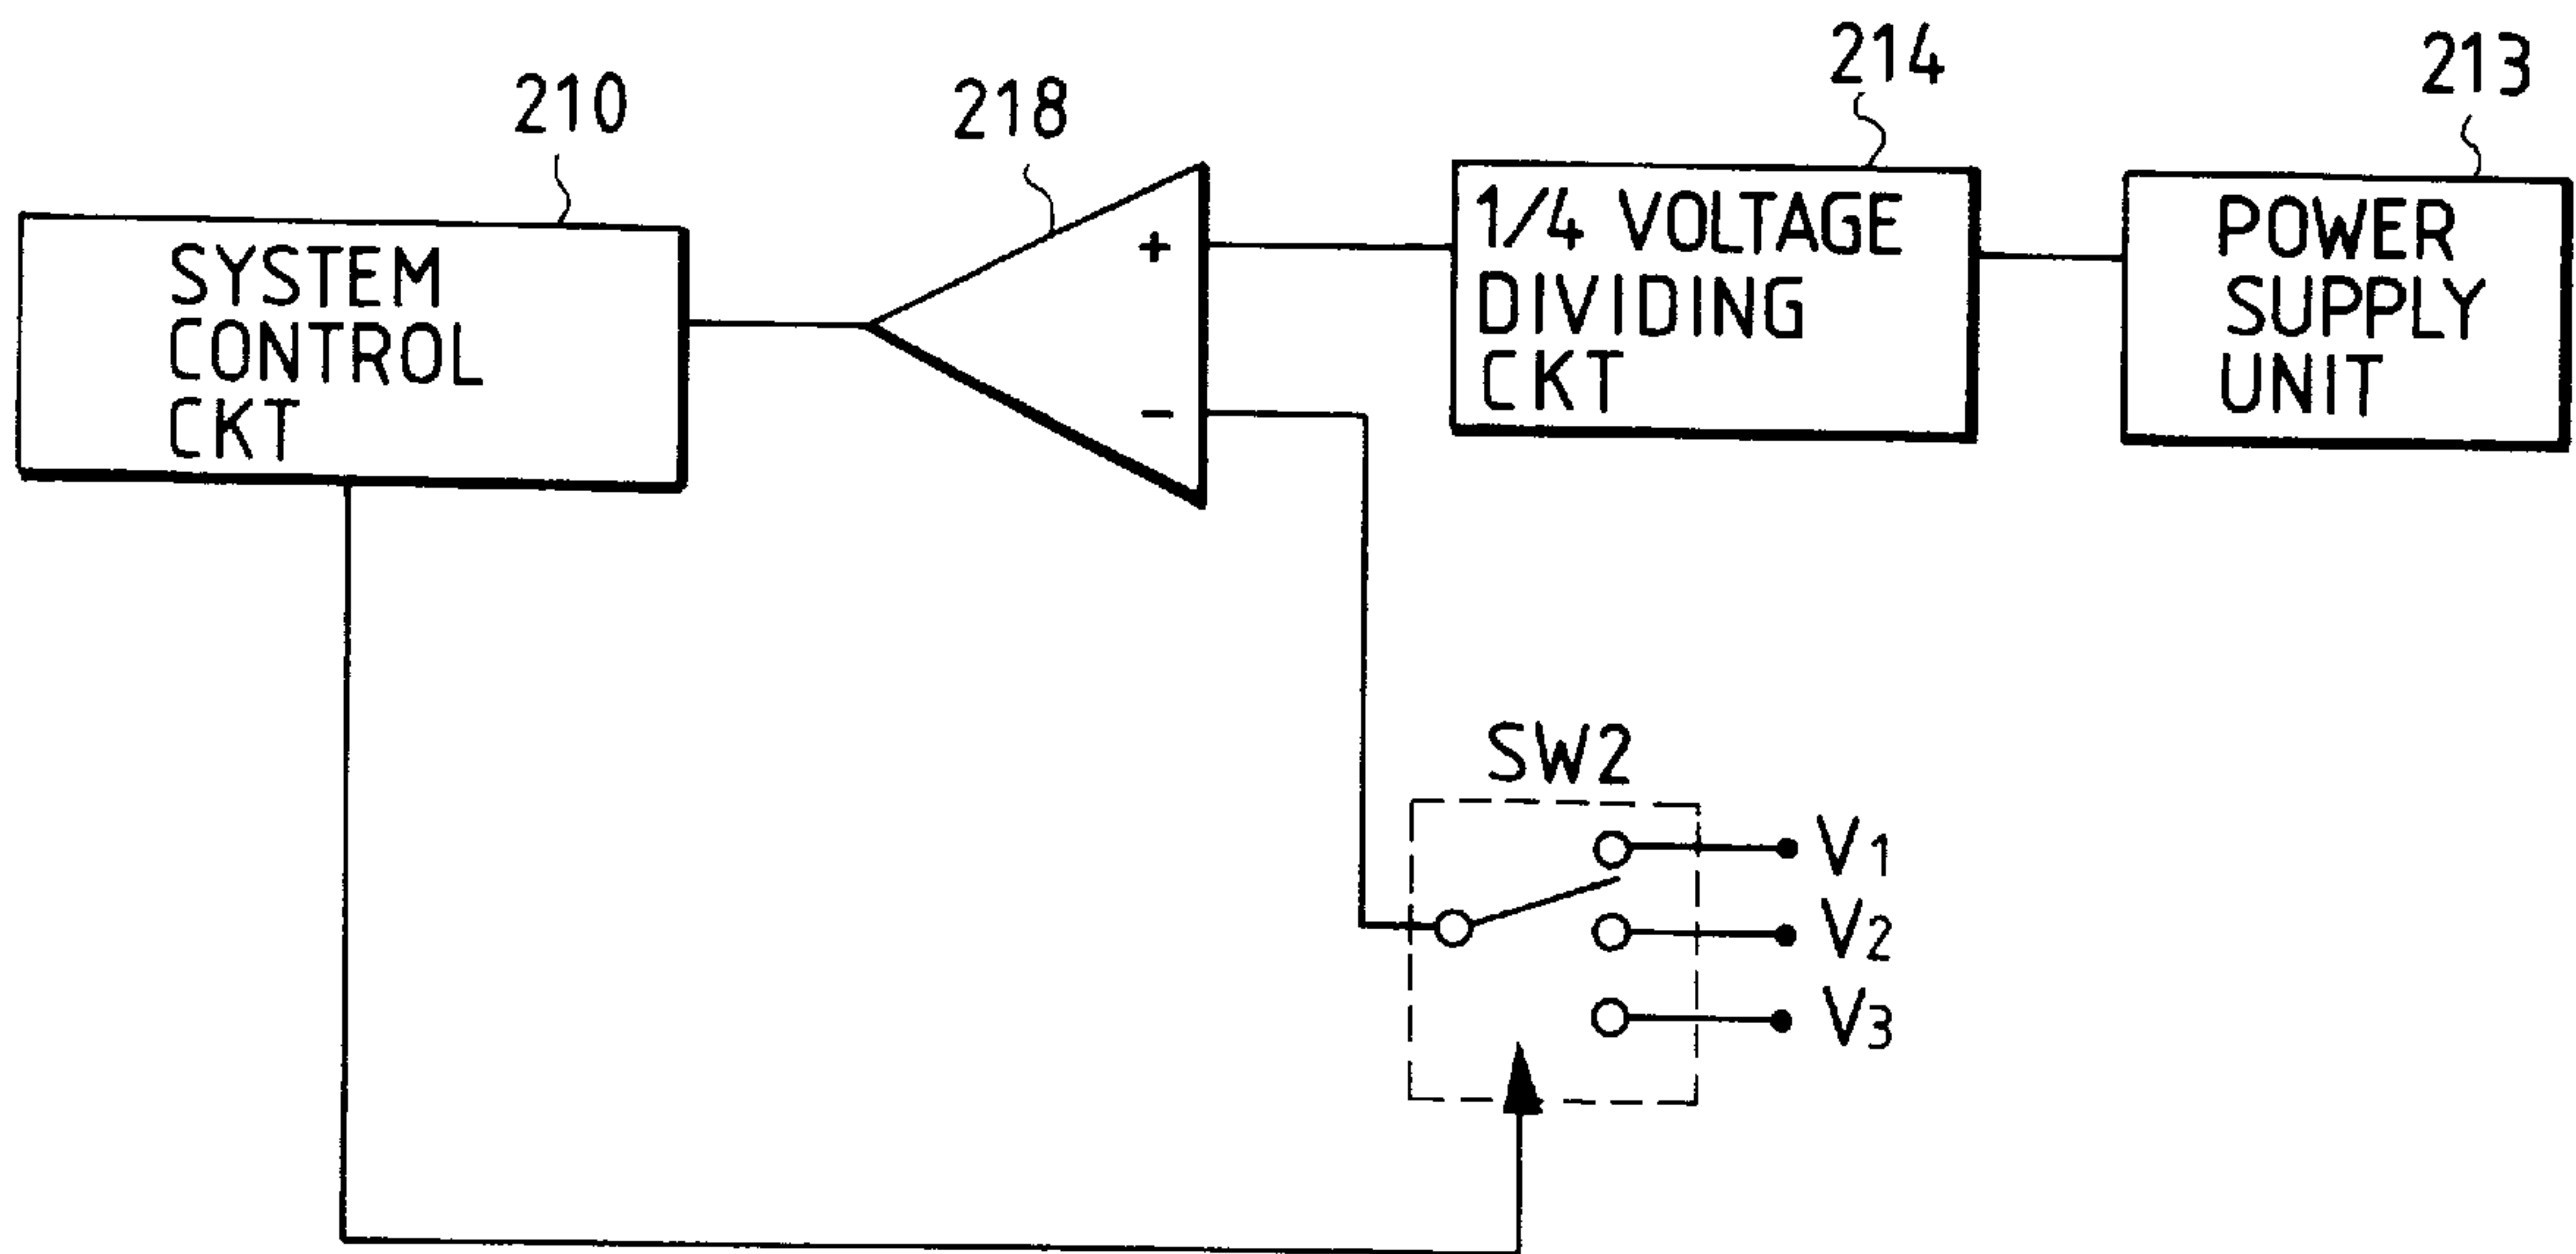 210
218
214
213
SYSTEM
CONTROL
CKT
+
-
1/4 VOLTAGE
DIVIDING
CKT
POWER
SUPPLY
UNIT
SW2
V1
V2
V3